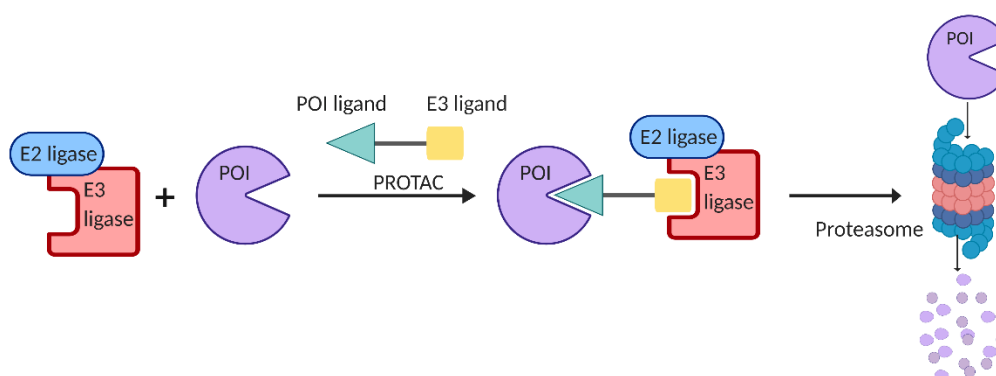 E2 ligase
E3
ligase
+
POI
POI ligand
E3 ligand
PROTAC
POI
E2 ligase
E3
ligase
Proteasome
POI